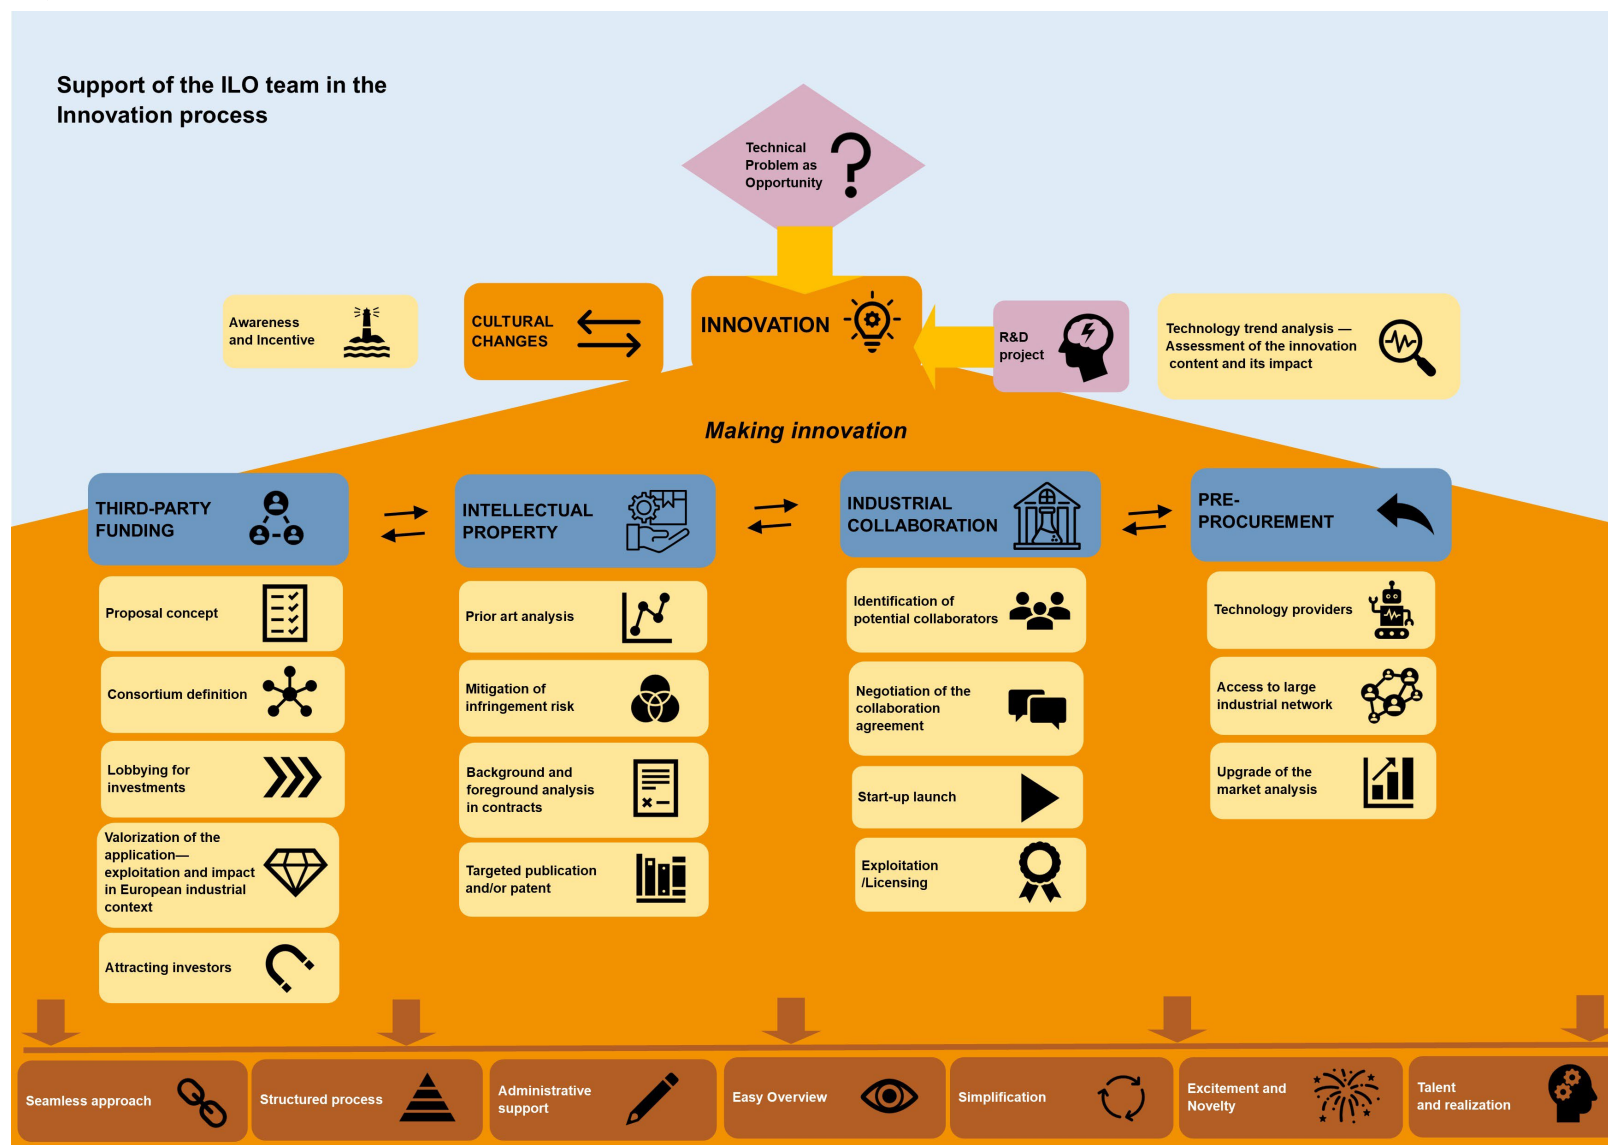 Support of the ILO team in the
Innovation process
Technical
Problem as
Opportunity
Awareness
and Incentive
CULTURAL
CHANGES
INNOVATION
R&D
project
Technology trend analysis —
Assessment of the innovation
content and its impact
Making innovation
THIRD-PARTY
FUNDING
Proposal concept
Consortium definition
Lobbying for
investments
Valorization of the
application—
exploitation and impact
in European industrial
context
Attracting investors
INTELLECTUAL
PROPERTY
Prior art analysis
Mitigation of
infringement risk
Background and
foreground analysis
in contracts
Targeted publication
and/or patent
INDUSTRIAL
COLLABORATION
Identification of
potential collaborators
Negotiation of the
collaboration
agreement
Start-up launch
Exploitation
/Licensing
PRE-
PROCUREMENT
Technology providers
Access to large
industrial network
Upgrade of the
market analysis
Seamless approach
Structured process
Administrative
support
Easy Overview
Simplification
Excitement and
Novelty
Talent
and realization